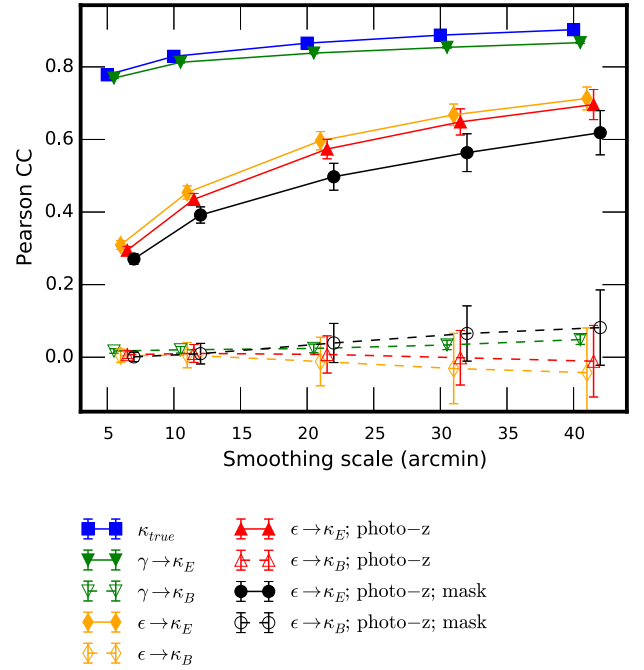 0.8
0.6
0.4
0.2
0.0
Pearson CC
5 10 15 20 25 30 35 40
Smoothing scale (arcmin)
κ_true
γ→κ_E
γ→κ_B
ϵ→κ_E
ϵ→κ_B
ϵ→κ_E; photo−z
ϵ→κ_B; photo−z
ϵ→κ_E; photo−z; mask
ϵ→κ_B; photo−z; mask